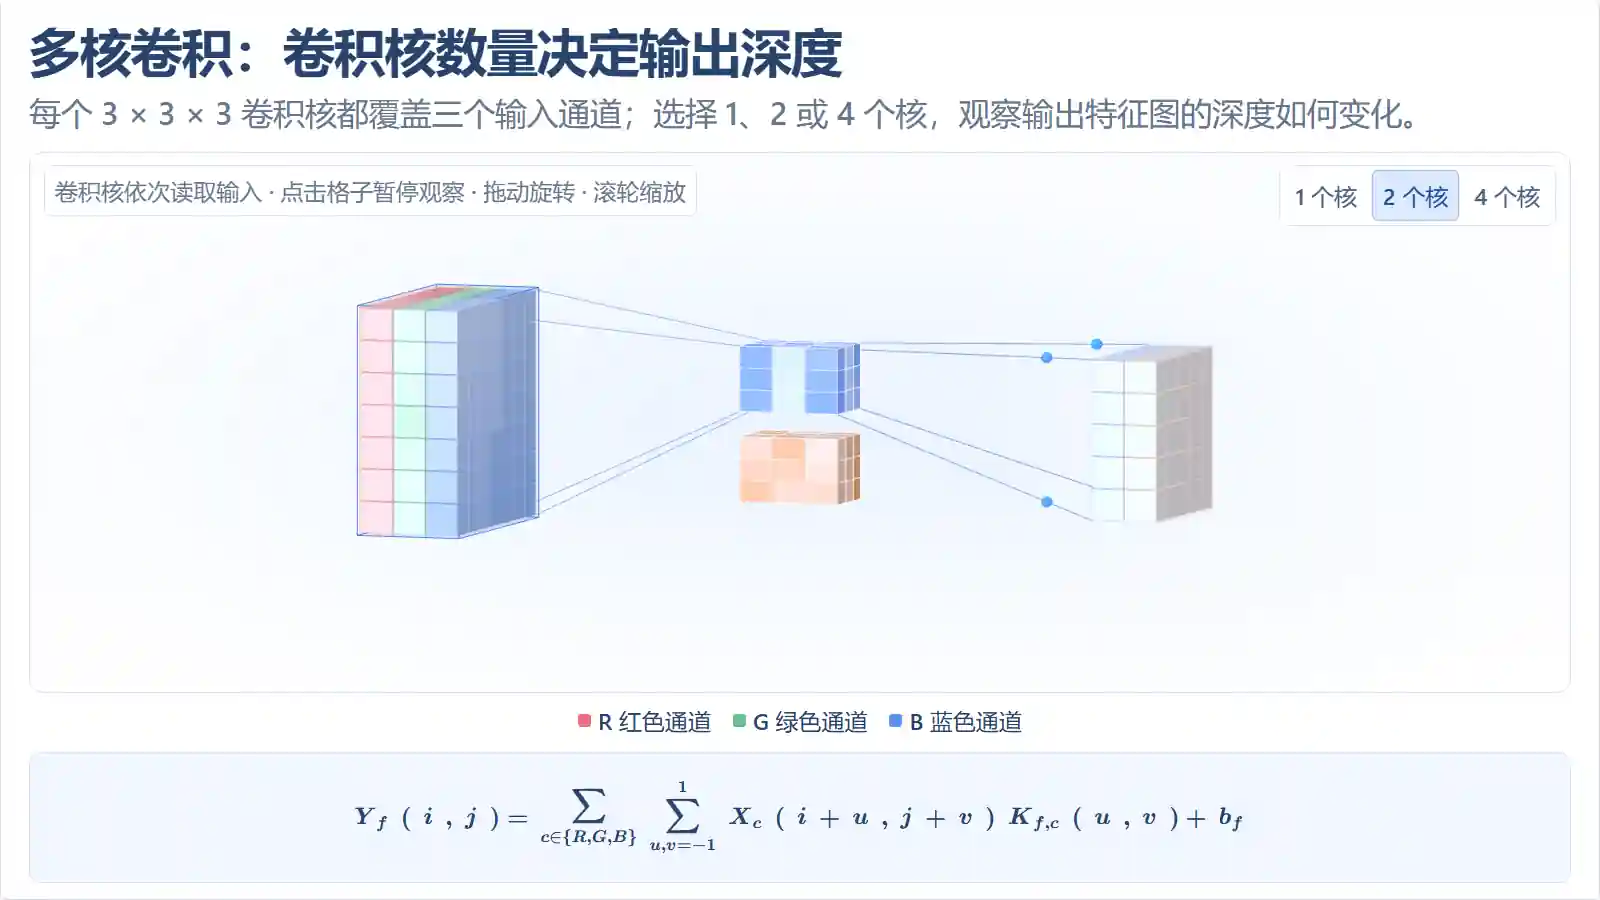 多核卷积：卷积核数量决定输出深度
每个 3 × 3 × 3 卷积核都覆盖三个输入通道；选择 1、2 或 4 个核，观察输出特征图的深度如何变化。
卷积核依次读取输入 · 点击格子暂停观察 · 拖动旋转 · 滚轮缩放
1 个核 2 个核 4 个核
R 红色通道 G 绿色通道 B 蓝色通道
Y_f ( i , j ) = ∑_{c∈{R,G,B}} ∑_{u,v=−1}^{1} X_c ( i + u , j + v ) K_{f,c} ( u , v ) + b_f